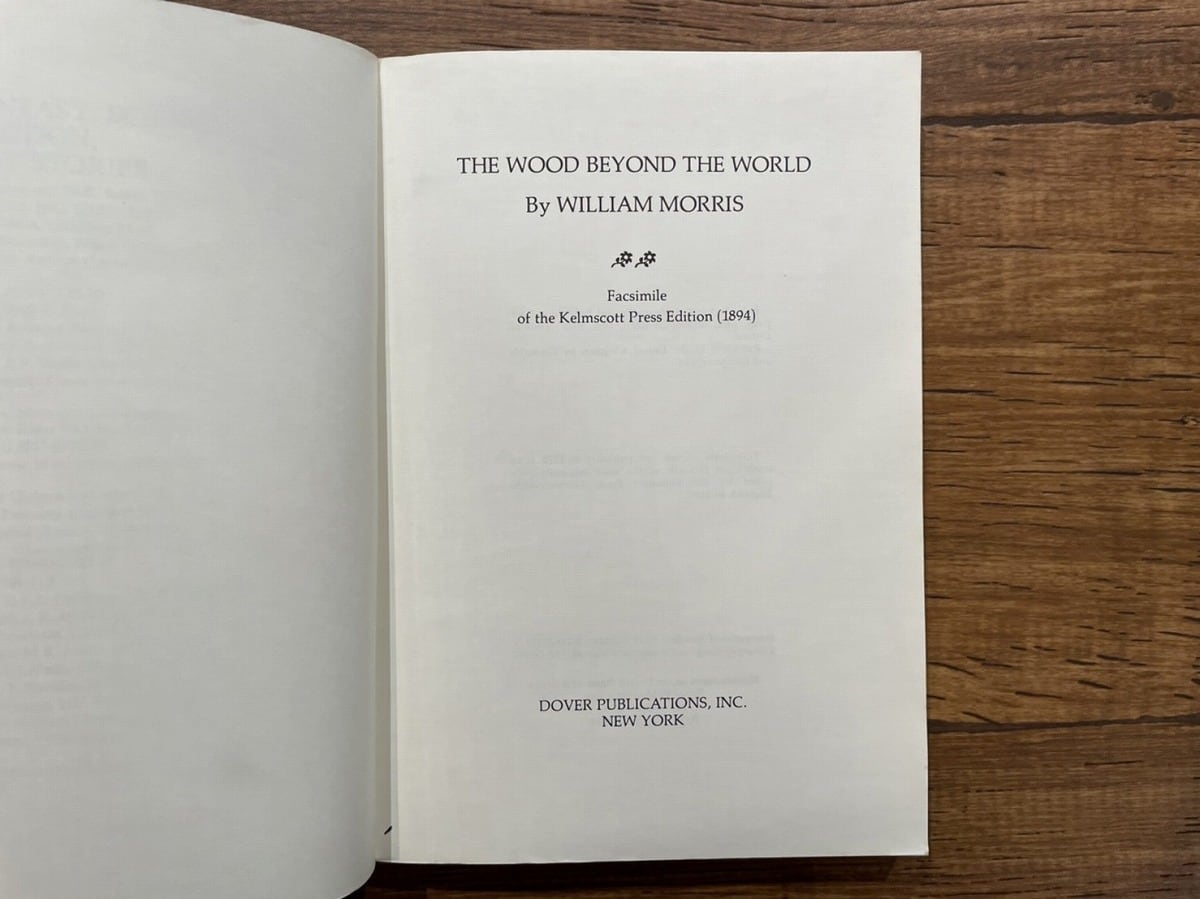 THE WOOD BEYOND THE WORLD
By WILLIAM MORRIS
Facsimile
of the Kelmscott Press Edition (1894)
DOVER PUBLICATIONS, INC.
NEW YORK